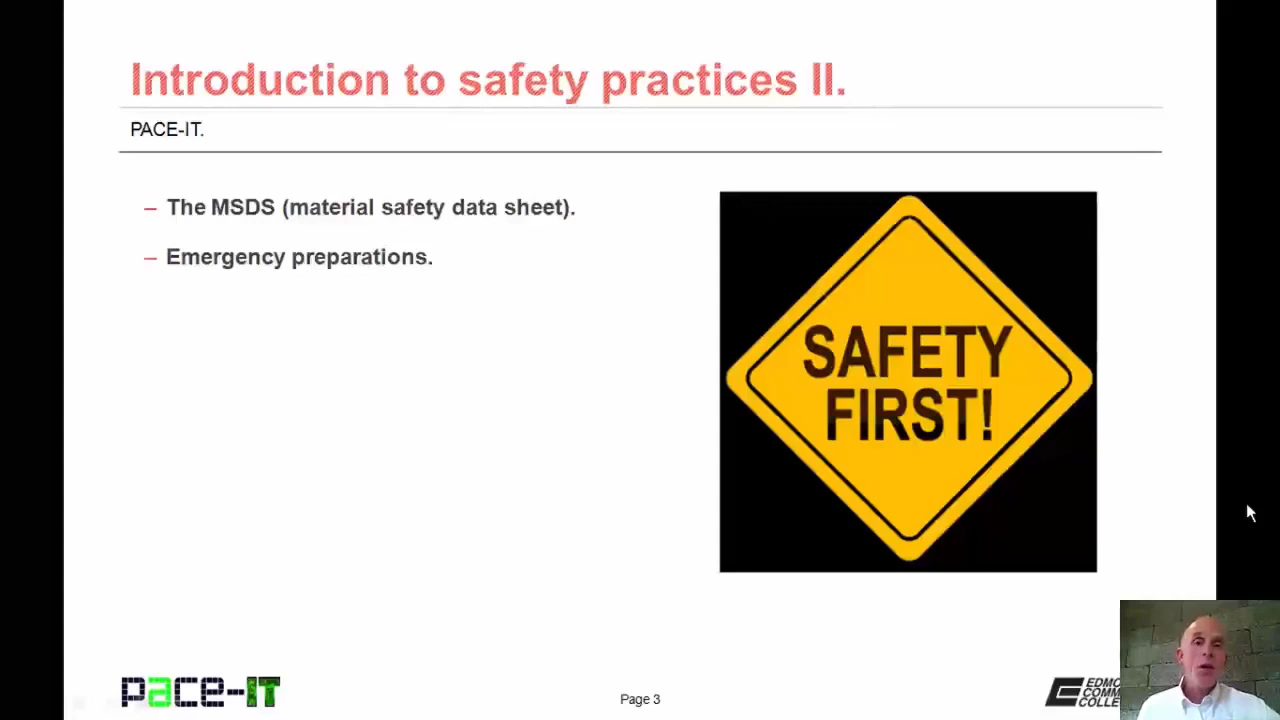 Introduction to safety practices II.
PACE-IT.
– The MSDS (material safety data sheet).
– Emergency preparations.
SAFETY
FIRST!
pace-IT
Page 3